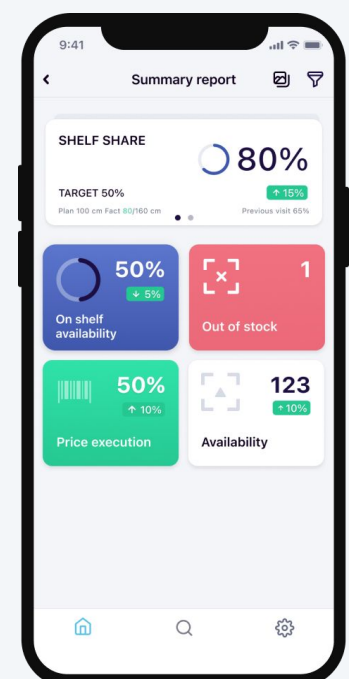 9:41
Summary report
SHELF SHARE
80%
TARGET 50%
↑ 15%
Plan 100 cm Fact 80/160 cm
Previous visit 65%
50%
↓ 5%
On shelf
availability
1
Out of stock
50%
↑ 10%
Price execution
123
↑ 10%
Availability